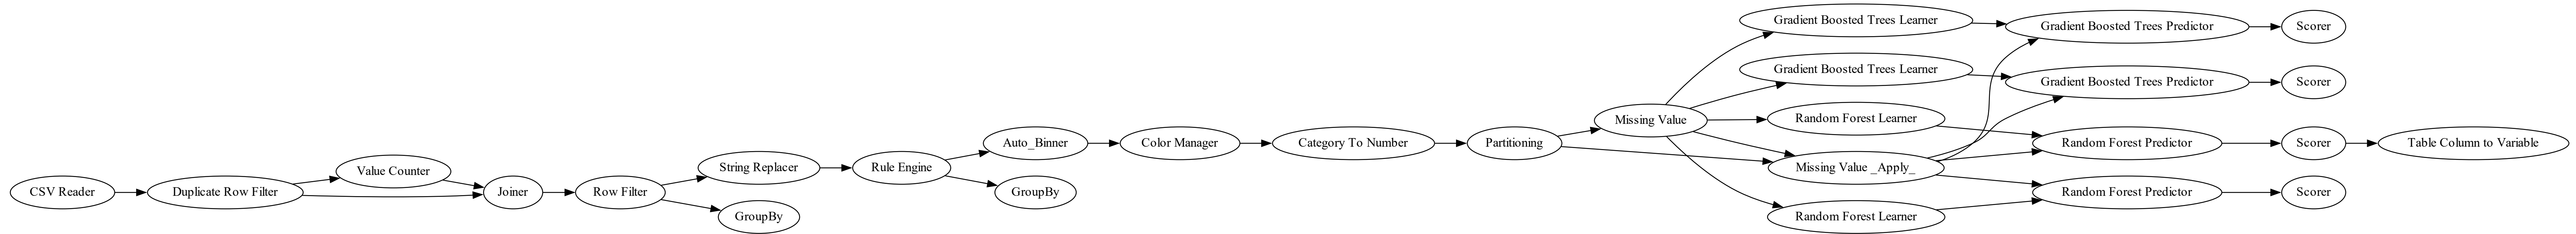 CSV Reader
Duplicate Row Filter
Value Counter
Joiner
Row Filter
String Replacer
GroupBy
Rule Engine
Auto_Binner
GroupBy
Color Manager
Category To Number
Partitioning
Missing Value
Gradient Boosted Trees Learner
Gradient Boosted Trees Learner
Random Forest Learner
Missing Value _Apply_
Random Forest Learner
Gradient Boosted Trees Predictor
Gradient Boosted Trees Predictor
Random Forest Predictor
Random Forest Predictor
Scorer
Scorer
Scorer
Scorer
Table Column to Variable